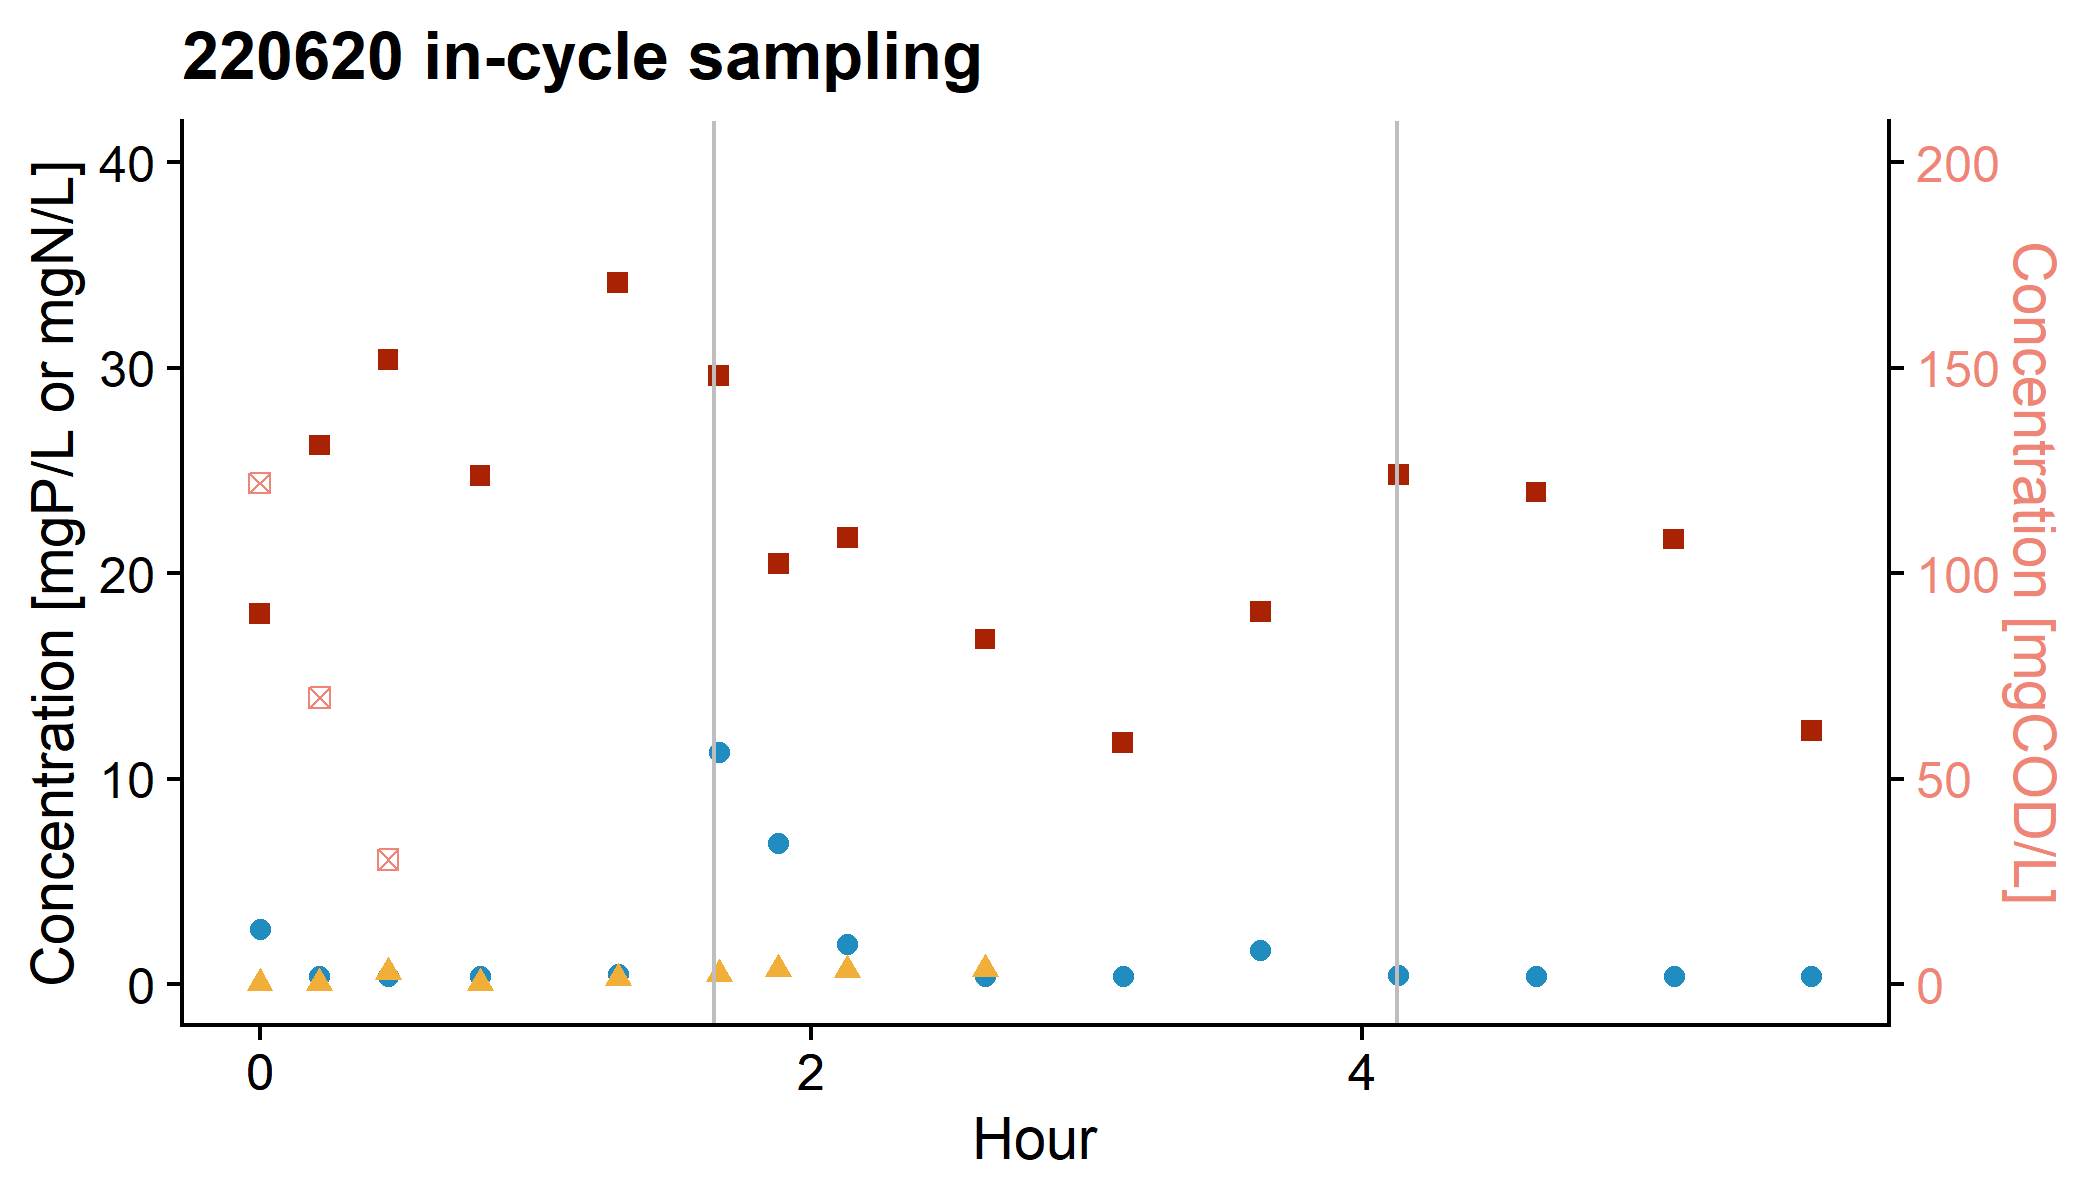 220620 in-cycle sampling
Concentration [mgP/L or mgN/L]
40
30
20
10
0
200
150
100
50
0
Concentration [mgCOD/L]
0 2 4
Hour